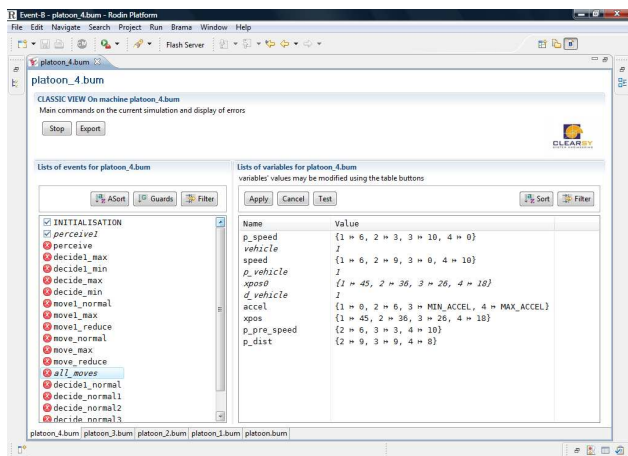 Event-B - platoon_4.bum - Rodin Platform
File Edit Navigate Search Project Run Brama Window Help
Flash Server
platoon_4.bum
platoon_4.bum
CLASSIC VIEW On machine platoon_4.bum
Main commands on the current simulation and display of errors
Stop Export
CLEARSY
Lists of events for platoon_4.bum
ASort Guards Filter
INITIALISATION
perceive1
perceive
decide1_max
decide1_min
decide_max
decide_min
move1_normal
move1_max
move1_reduce
move_normal
move_max
move_reduce
all_moves
decide1_normal
decide_normal1
decide_normal2
decide_normal3
Lists of variables for platoon_4.bum
variables' values may be modified using the table buttons
Apply Cancel Test Sort Filter
Name Value
p_speed {1 ↦ 6, 2 ↦ 3, 3 ↦ 10, 4 ↦ 0}
vehicle 1
speed {1 ↦ 6, 2 ↦ 9, 3 ↦ 0, 4 ↦ 10}
p_vehicle 1
xpos0 {1 ↦ 45, 2 ↦ 36, 3 ↦ 26, 4 ↦ 18}
d_vehicle 1
accel {1 ↦ 0, 2 ↦ 6, 3 ↦ MIN_ACCEL, 4 ↦ MAX_ACCEL}
xpos {1 ↦ 45, 2 ↦ 36, 3 ↦ 26, 4 ↦ 18}
p_pre_speed {2 ↦ 6, 3 ↦ 3, 4 ↦ 10}
p_dist {2 ↦ 9, 3 ↦ 9, 4 ↦ 8}
platoon_4.bum platoon_3.bum platoon_2.bum platoon_1.bum platoon.bum